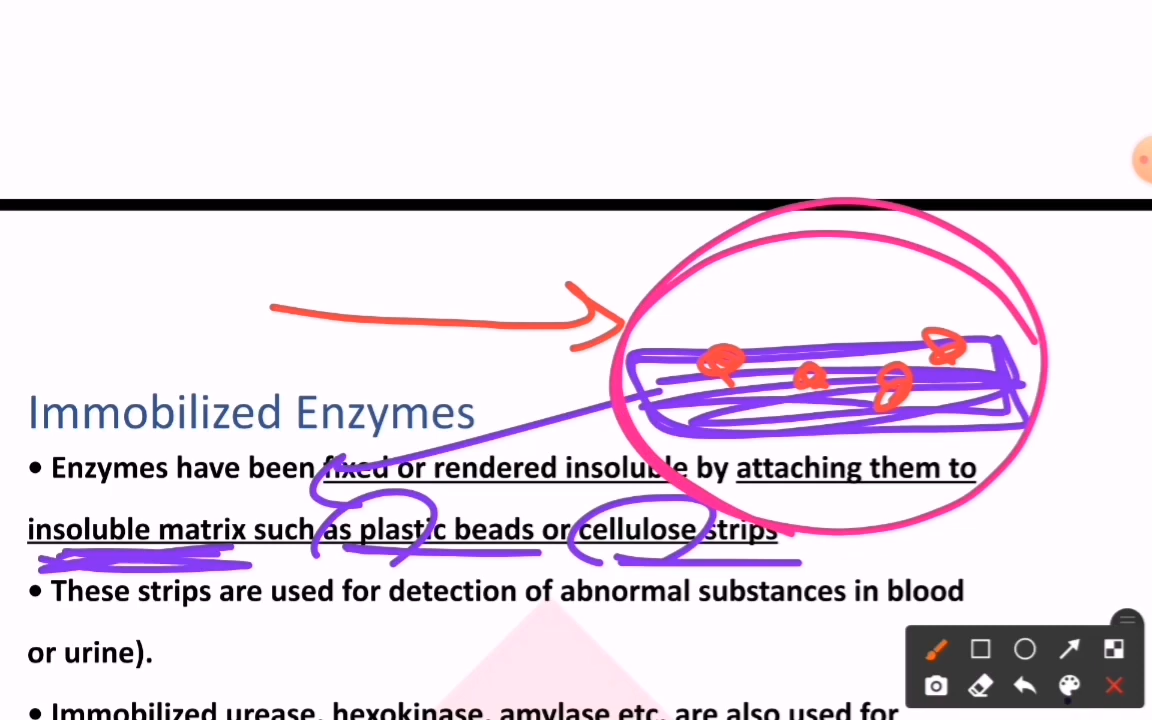 Immobilized Enzymes
• Enzymes have been fixed or rendered insoluble by attaching them to
insoluble matrix such as plastic beads or cellulose strips
• These strips are used for detection of abnormal substances in blood
or urine).
• Immobilized urease, hexokinase, amylase etc. are also used for